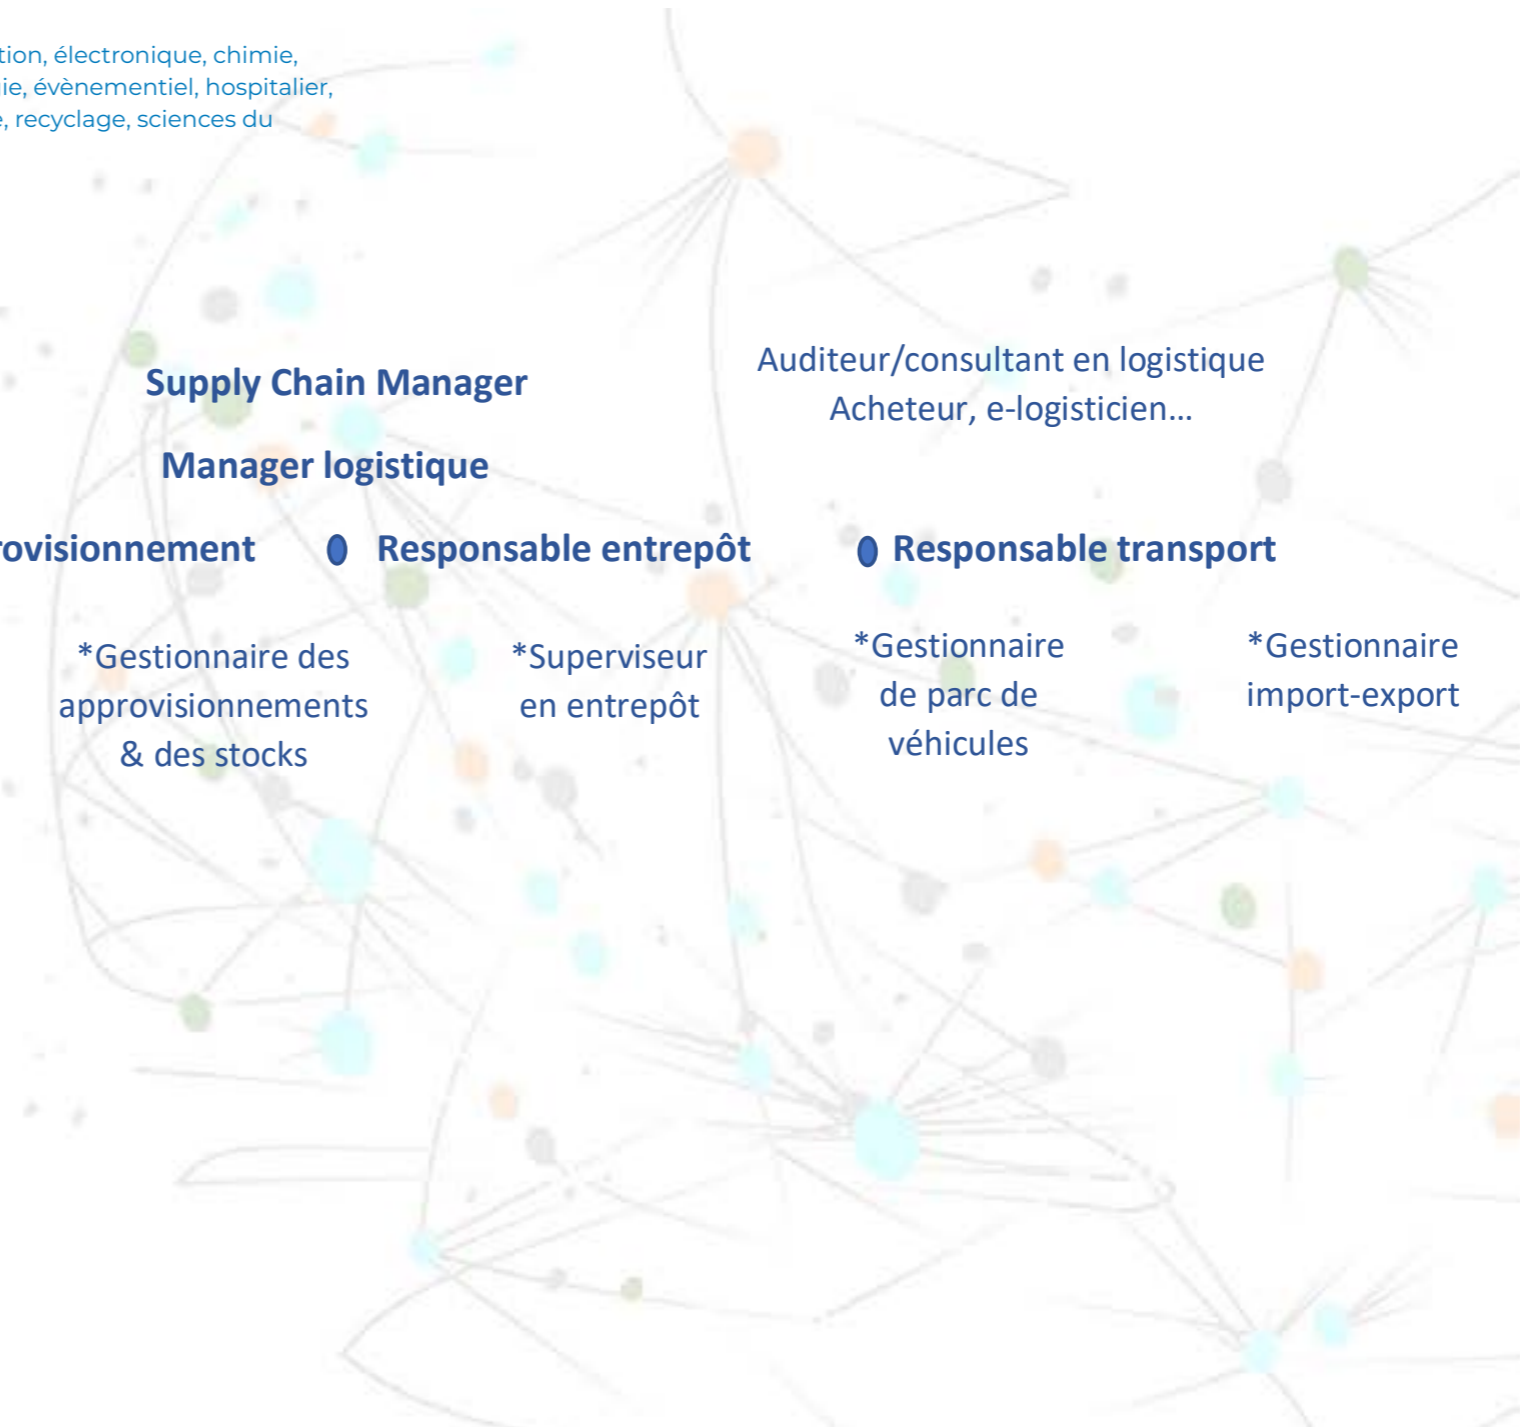 tion, électronique, chimie,
ie, évènementiel, hospitalier,
, recyclage, sciences du
Supply Chain Manager
Auditeur/consultant en logistique
Acheteur, e-logisticien...
Manager logistique
rovisionnement
Responsable entrepôt
Responsable transport
*Gestionnaire des
approvisionnements
& des stocks
*Superviseur
en entrepôt
*Gestionnaire
de parc de
véhicules
*Gestionnaire
import-export